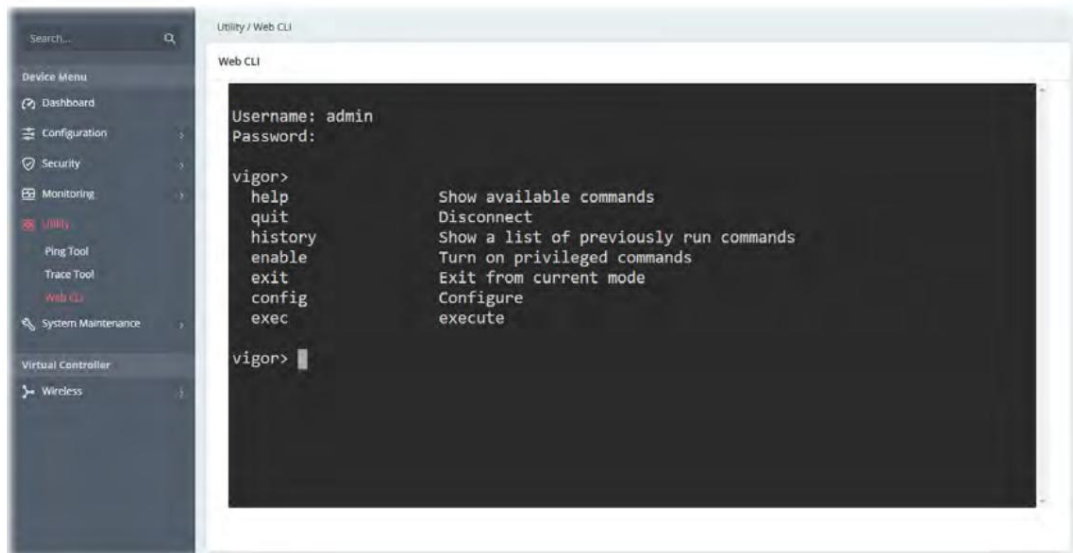 Search...
Device Menu
Dashboard
Configuration
Security
Monitoring
Utility
Ping Tool
Trace Tool
Web CLI
System Maintenance
Virtual Controller
Wireless
Utility / Web CLI
Web CLI
Username: admin
Password:
vigor>
help Show available commands
quit Disconnect
history Show a list of previously run commands
enable Turn on privileged commands
exit Exit from current mode
config Configure
exec execute
vigor>